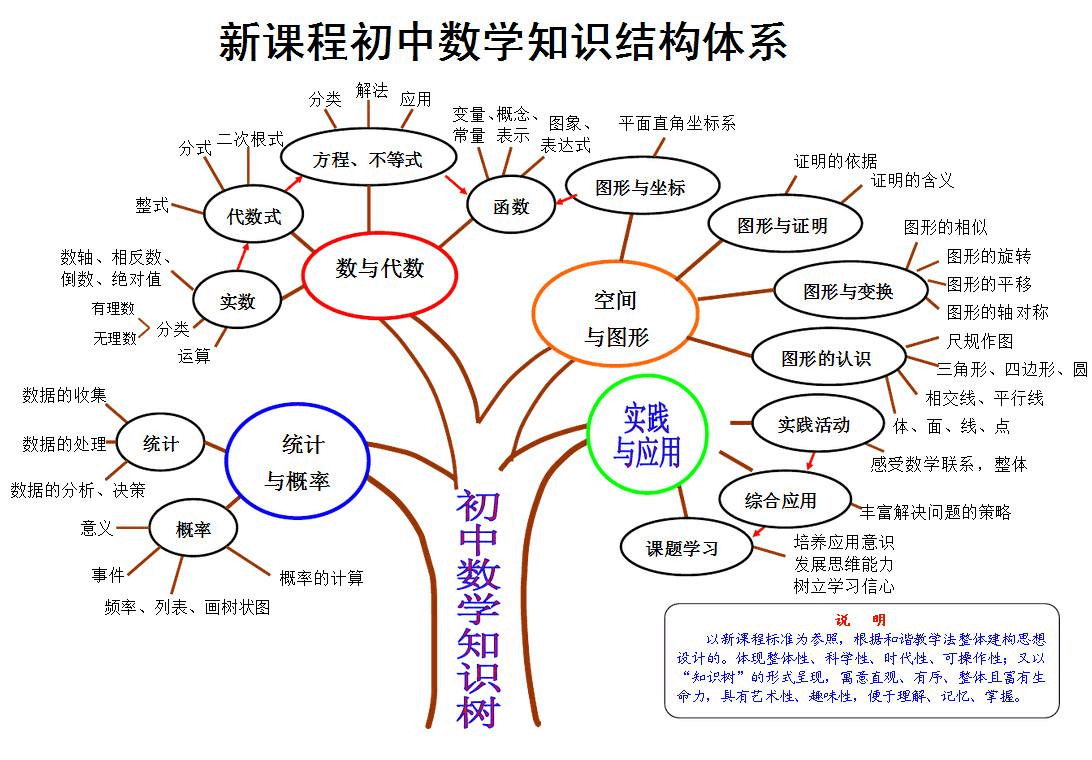 新课程初中数学知识结构体系
分类
解法
应用
方程、不等式
分式
二次根式
整式
代数式
变量、
常量
概念、
表示
图象、
表达式
函数
平面直角坐标系
图形与坐标
数轴、相反数、
倒数、绝对值
有理数
无理数
分类
运算
实数
数与代数
空间
与图形
证明的依据
证明的含义
图形与证明
图形的相似
图形的旋转
图形的平移
图形的轴对称
图形与变换
尺规作图
三角形、四边形、圆
相交线、平行线
体、面、线、点
图形的认识
数据的收集
数据的处理
数据的分析、决策
统计
统计
与概率
意义
事件
频率、列表、画树状图
概率的计算
概率
实践
与应用
实践活动
感受数学联系，整体
综合应用
丰富解决问题的策略
课题学习
培养应用意识
发展思维能力
树立学习信心
初中数学知识树
说 明
以新课程标准为参照，根据和谐教学法整体建构思想
设计的。体现整体性、科学性、时代性、可操作性；又以
“知识树”的形式呈现，寓意直观、有序、整体且富有生
命力，具有艺术性、趣味性，便于理解、记忆、掌握。